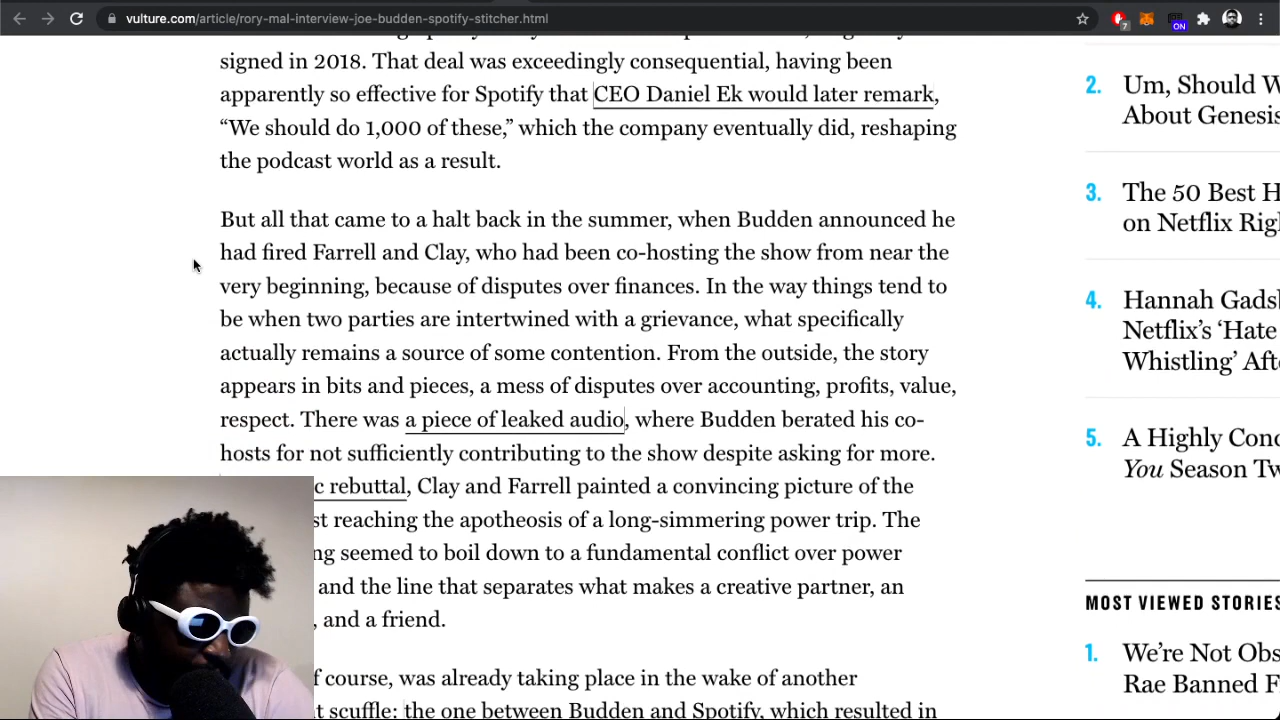 vulture.com/article/rory-mal-interview-joe-budden-spotify-stitcher.html
7
ON
signed in 2018. That deal was exceedingly consequential, having been
apparently so effective for Spotify that CEO Daniel Ek would later remark,
“We should do 1,000 of these,” which the company eventually did, reshaping
the podcast world as a result.
But all that came to a halt back in the summer, when Budden announced he
had fired Farrell and Clay, who had been co-hosting the show from near the
very beginning, because of disputes over finances. In the way things tend to
be when two parties are intertwined with a grievance, what specifically
actually remains a source of some contention. From the outside, the story
appears in bits and pieces, a mess of disputes over accounting, profits, value,
respect. There was a piece of leaked audio, where Budden berated his co-
hosts for not sufficiently contributing to the show despite asking for more.
c rebuttal, Clay and Farrell painted a convincing picture of the
st reaching the apotheosis of a long-simmering power trip. The
ng seemed to boil down to a fundamental conflict over power
and the line that separates what makes a creative partner, an
, and a friend.
f course, was already taking place in the wake of another
t scuffle: the one between Budden and Spotify, which resulted in
2. Um, Should W
About Genesis
3. The 50 Best H
on Netflix Rig
4. Hannah Gadsb
Netflix’s ‘Hate
Whistling’ Afte
5. A Highly Cond
You Season Tw
MOST VIEWED STORIES
1. We’re Not Obs
Rae Banned F